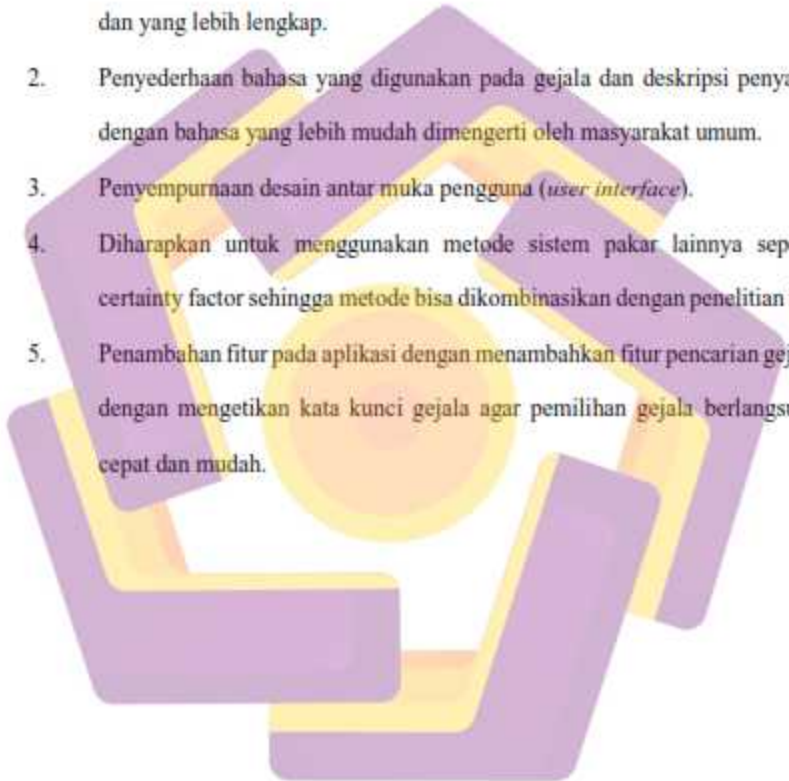 dan yang lebih lengkap.
2. Penyederhaan bahasa yang digunakan pada gejala dan deskripsi penya
dengan bahasa yang lebih mudah dimengerti oleh masyarakat umum.
3. Penyempurnaan desain antar muka pengguna (user interface).
4. Diharapkan untuk menggunakan metode sistem pakar lainnya sep
certainty factor sehingga metode bisa dikombinasikan dengan penelitian
5. Penambahan fitur pada aplikasi dengan menambahkan fitur pencarian gej
dengan mengetikan kata kunci gejala agar pemilihan gejala berlangsu
cepat dan mudah.